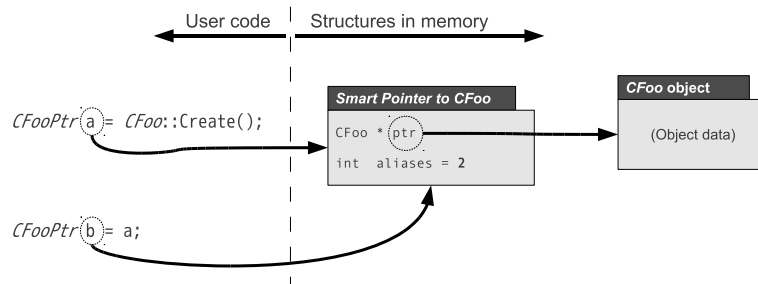 User code
Structures in memory
CFooPtr a = CFoo::Create();
Smart Pointer to CFoo
CFoo * ptr
int aliases = 2
CFoo object
(Object data)
CFooPtr b = a;